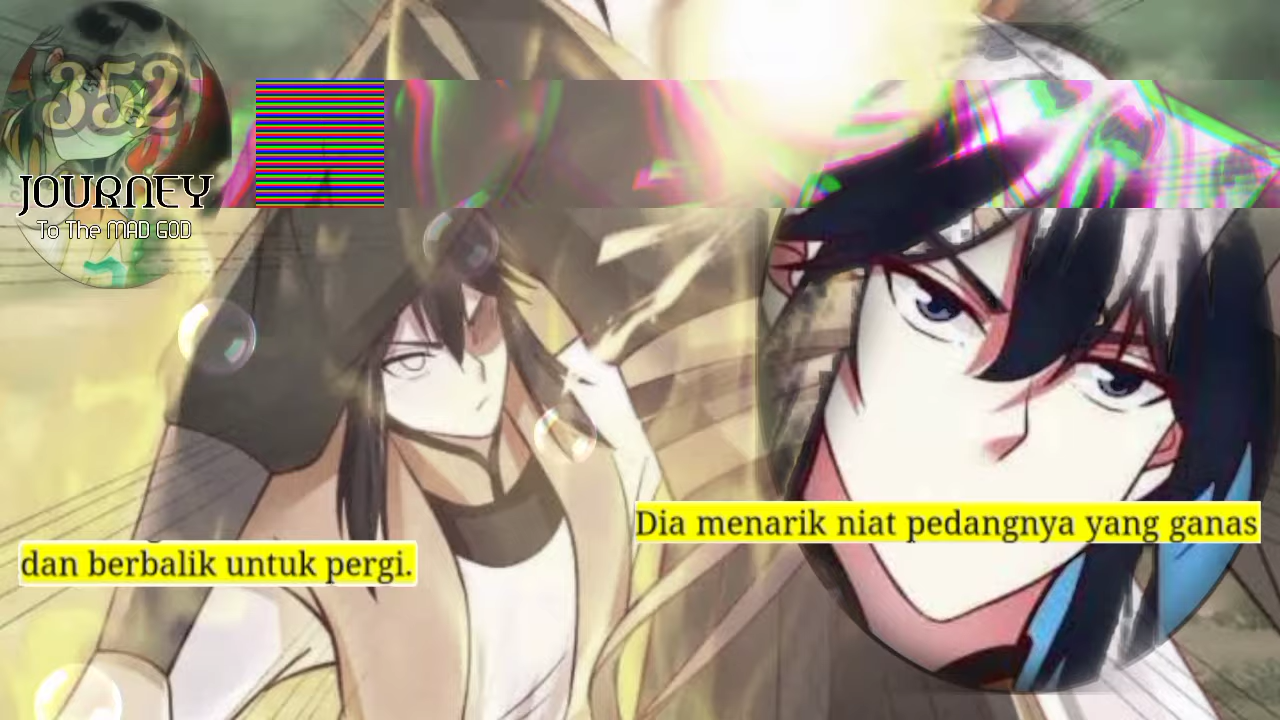 352
JOURNEY
To The MAD GOD
Dia menarik niat pedangnya yang ganas
dan berbalik untuk pergi.